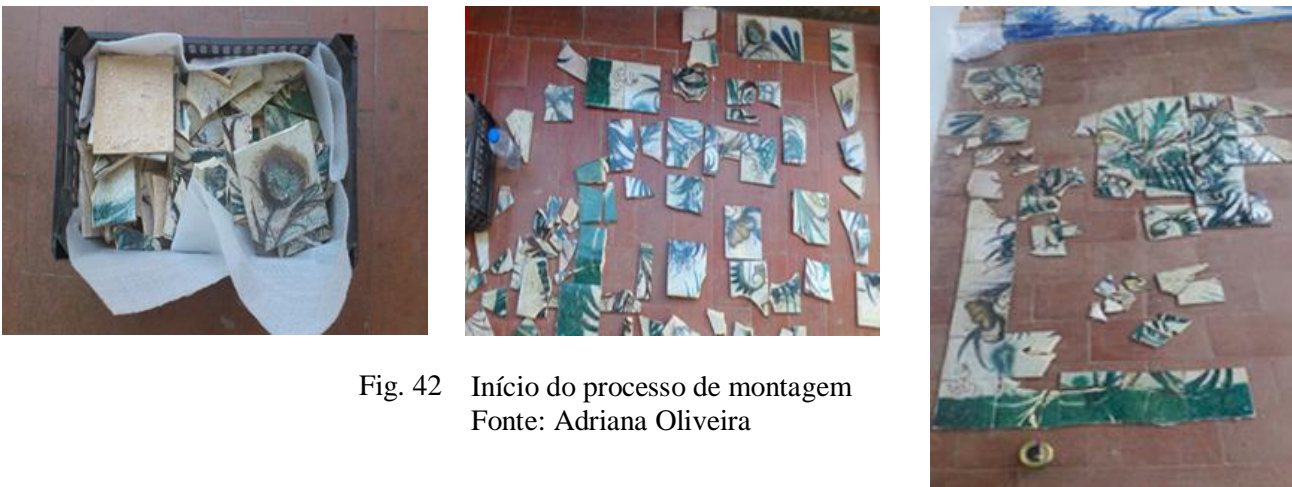 Fig. 42 Início do processo de montagem
Fonte: Adriana Oliveira